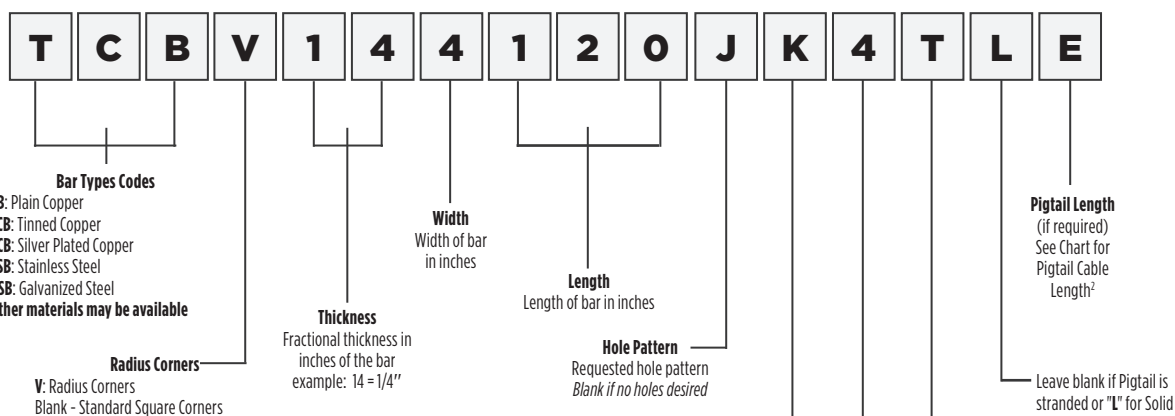 T C B V 1 4 4 1 2 0 J K 4 T L E
Bar Types Codes
B: Plain Copper
CB: Tinned Copper
CB: Silver Plated Copper
SB: Stainless Steel
SB: Galvanized Steel
ther materials may be available
Radius Corners
V: Radius Corners
Blank - Standard Square Corners
Thickness
Fractional thickness in
inches of the bar
example: 14 = 1/4"
Width
Width of bar
in inches
Length
Length of bar in inches
Hole Pattern
Requested hole pattern
Blank if no holes desired
Pigtail Length
(if required)
See Chart for
Pigtail Cable
Length²
Leave blank if Pigtail is
stranded or "L" for Solid